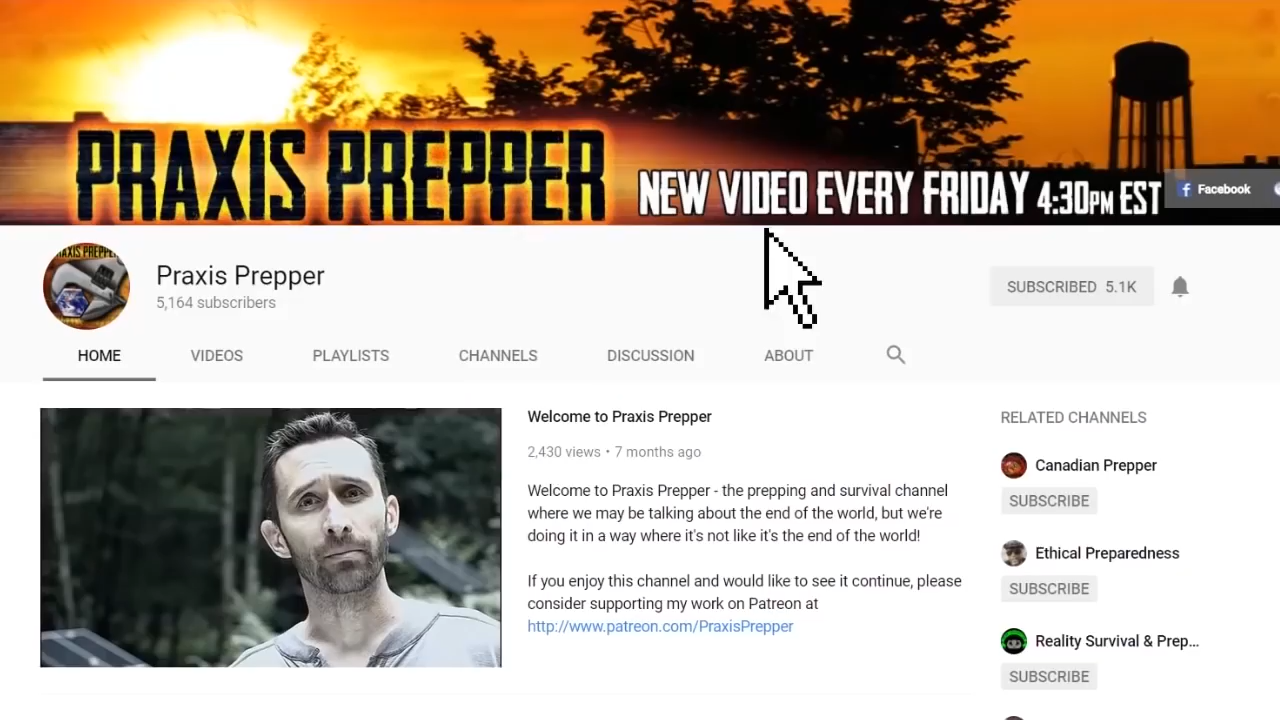 PRAXIS PREPPER
NEW VIDEO EVERY FRIDAY 4:30PM EST
Facebook
Praxis Prepper
5,164 subscribers
SUBSCRIBED 5.1K
HOME VIDEOS PLAYLISTS CHANNELS DISCUSSION ABOUT
Welcome to Praxis Prepper
2,430 views • 7 months ago
Welcome to Praxis Prepper - the prepping and survival channel
where we may be talking about the end of the world, but we're
doing it in a way where it's not like it's the end of the world!
If you enjoy this channel and would like to see it continue, please
consider supporting my work on Patreon at
http://www.patreon.com/PraxisPrepper
RELATED CHANNELS
Canadian Prepper
SUBSCRIBE
Ethical Preparedness
SUBSCRIBE
Reality Survival & Prep...
SUBSCRIBE